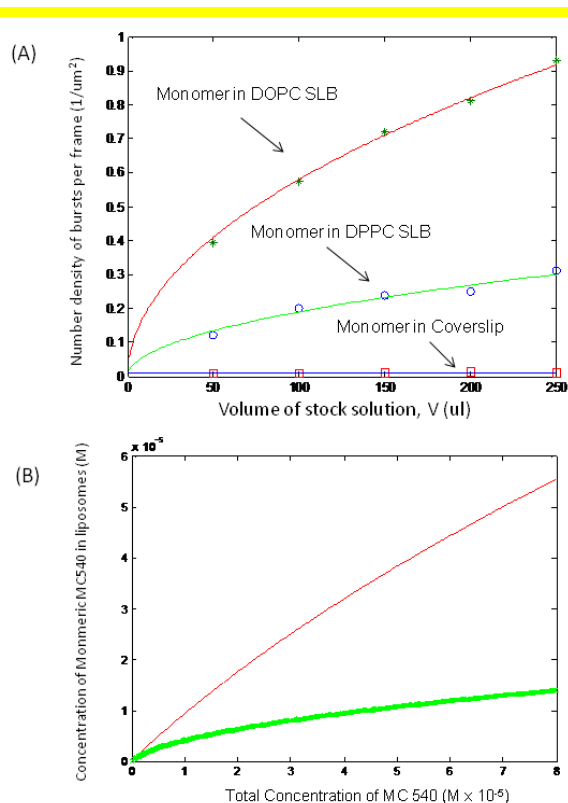 (A)
Number density of bursts per frame (1/um²)
1
0.9
0.8
0.7
0.6
0.5
0.4
0.3
0.2
0.1
0
Monomer in DOPC SLB
Monomer in DPPC SLB
Monomer in Coverslip
0 50 100 150 200 250
Volume of stock solution, V (ul)
(B)
Concentration of Monmeric MC540 in liposomes (M)
x 10⁻⁵
6
5
4
3
2
1
0
0 1 2 3 4 5 6 7 8
Total Concentration of MC 540 (M × 10⁻⁵)